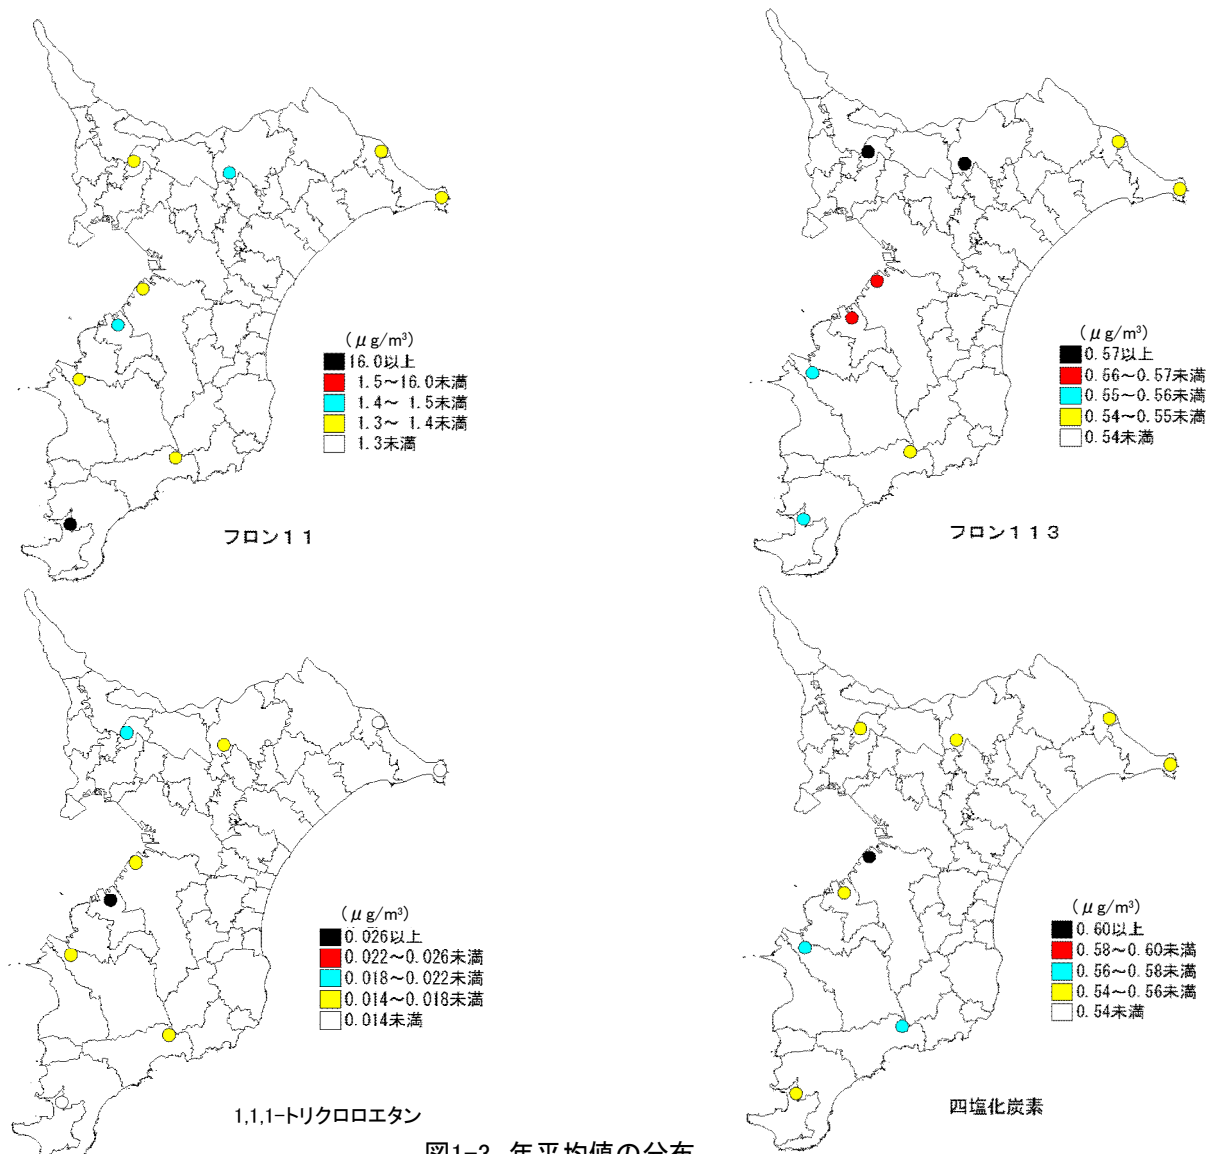 (μg/m³)
16.0以上
1.5～16.0未満
1.4～ 1.5未満
1.3～ 1.4未満
1.3未満
フロン１１
(μg/m³)
0.57以上
0.56～0.57未満
0.55～0.56未満
0.54～0.55未満
0.54未満
フロン１１３
(μg/m³)
0.026以上
0.022～0.026未満
0.018～0.022未満
0.014～0.018未満
0.014未満
1,1,1-トリクロロエタン
(μg/m³)
0.60以上
0.58～0.60未満
0.56～0.58未満
0.54～0.56未満
0.54未満
四塩化炭素